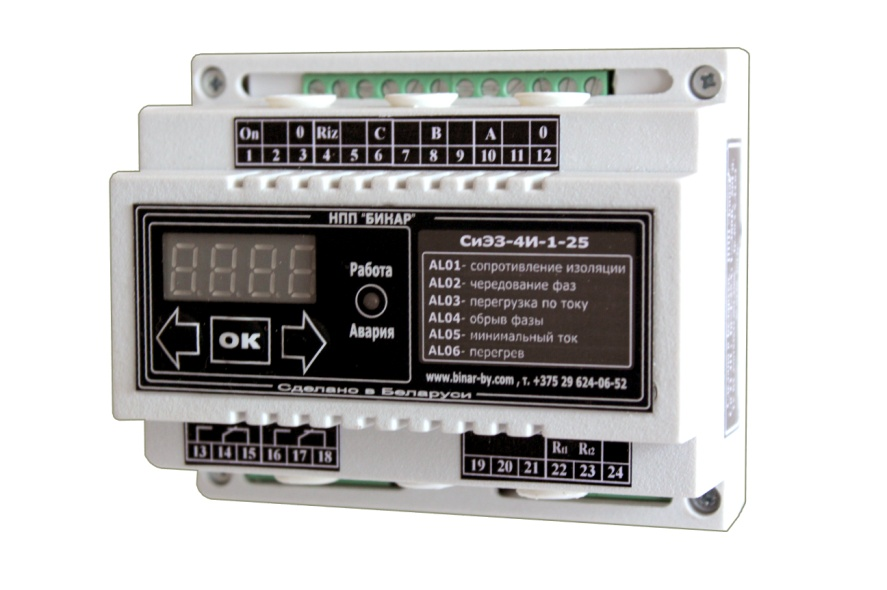 On 0 Riz C B A 0
1 2 3 4 5 6 7 8 9 10 11 12
НПП "БИНАР"
Работа
Авария
OK
СиЭЗ-4И-1-25
AL01- сопротивление изоляции
AL02- чередование фаз
AL03- перегрузка по току
AL04- обрыв фазы
AL05- минимальный ток
AL06- перегрев
www.binar-by.com , т. +375 29 624-06-52
Сделано в Беларуси
13 14 15 16 17 18
Rt1 Rt2
19 20 21 22 23 24